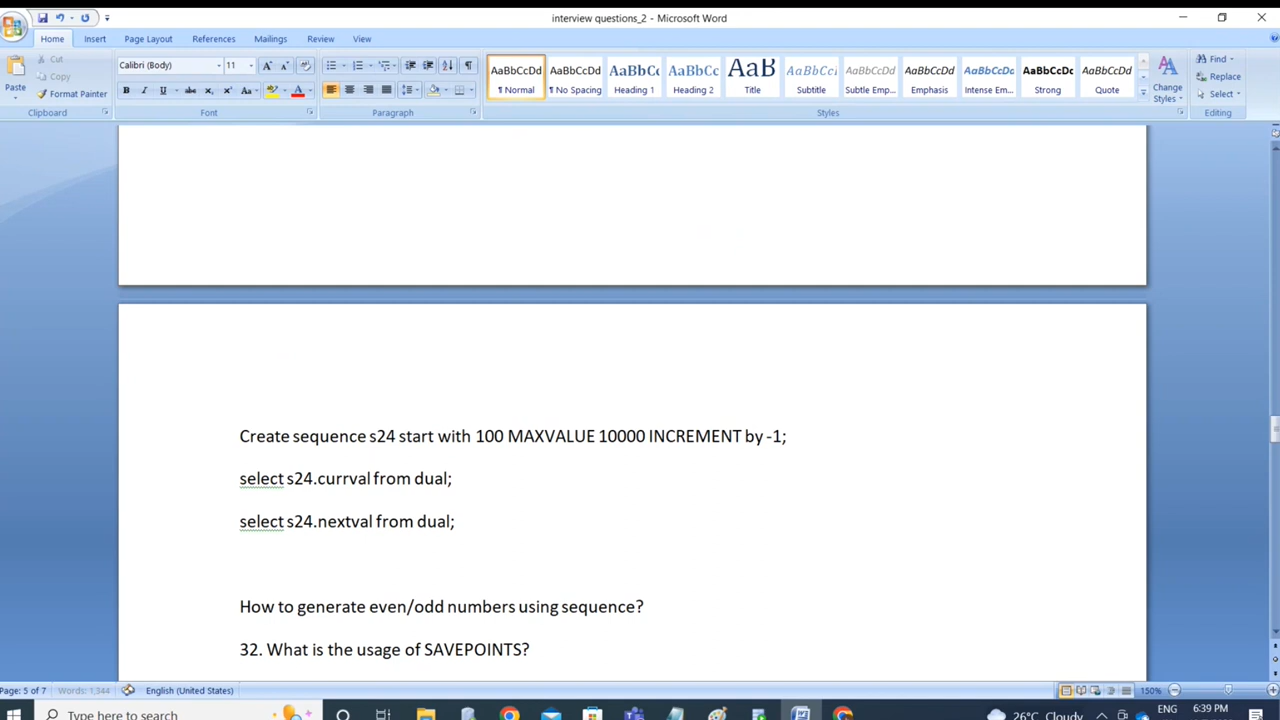 interview questions_2 - Microsoft Word
Home Insert Page Layout References Mailings Review View
Paste
Cut
Copy
Format Painter
Clipboard
Calibri (Body) 11
Font
Paragraph
AaBbCcDd AaBbCcDd AaBbCc AaBbCc AaB AaBbCcI AaBbCcDd AaBbCcDd AaBbCcDd AaBbCcDc AaBbCcDd
¶ Normal ¶ No Spacing Heading 1 Heading 2 Title Subtitle Subtle Emp... Emphasis Intense Em... Strong Quote
Styles
Change
Styles
Find
Replace
Select
Editing
Create sequence s24 start with 100 MAXVALUE 10000 INCREMENT by -1;
select s24.currval from dual;
select s24.nextval from dual;
How to generate even/odd numbers using sequence?
32. What is the usage of SAVEPOINTS?
Page: 5 of 7 Words: 1,344 English (United States) 150%
Type here to search
26°C Cloudy
ENG
6:39 PM